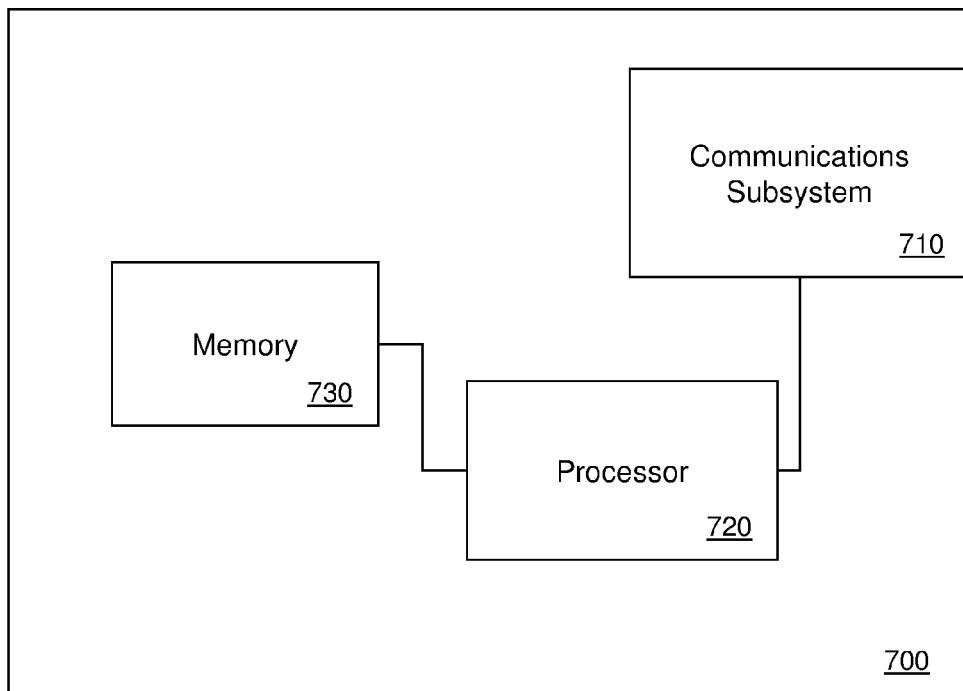 Communications
Subsystem
710
Memory
730
Processor
720
700